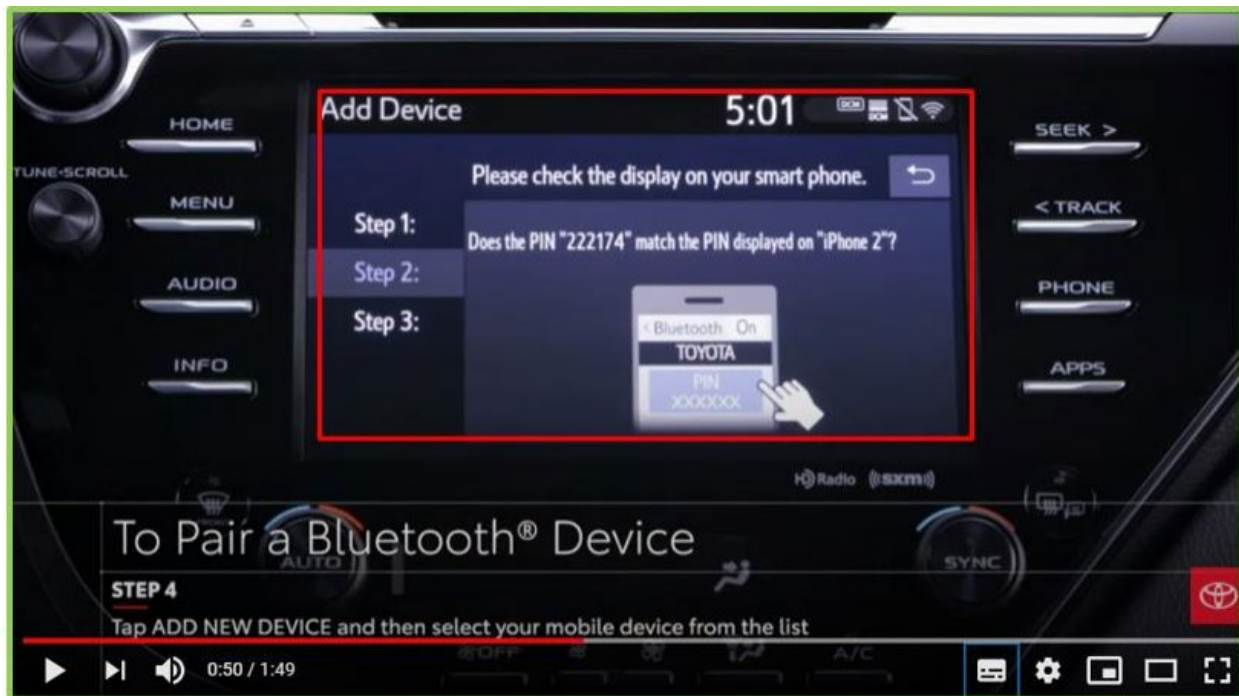 HOME
TUNE•SCROLL
MENU
AUDIO
INFO
Add Device
5:01
DCM
DCM
Please check the display on your smart phone.
Step 1:
Step 2:
Step 3:
Does the PIN "222174" match the PIN displayed on "iPhone 2"?
< Bluetooth On
TOYOTA
PIN
XXXXXX
SEEK >
< TRACK
PHONE
APPS
HD Radio ((SXM))
To Pair a Bluetooth® Device
AUTO
SYNC
STEP 4
Tap ADD NEW DEVICE and then select your mobile device from the list
OFF
A/C
0:50 / 1:49